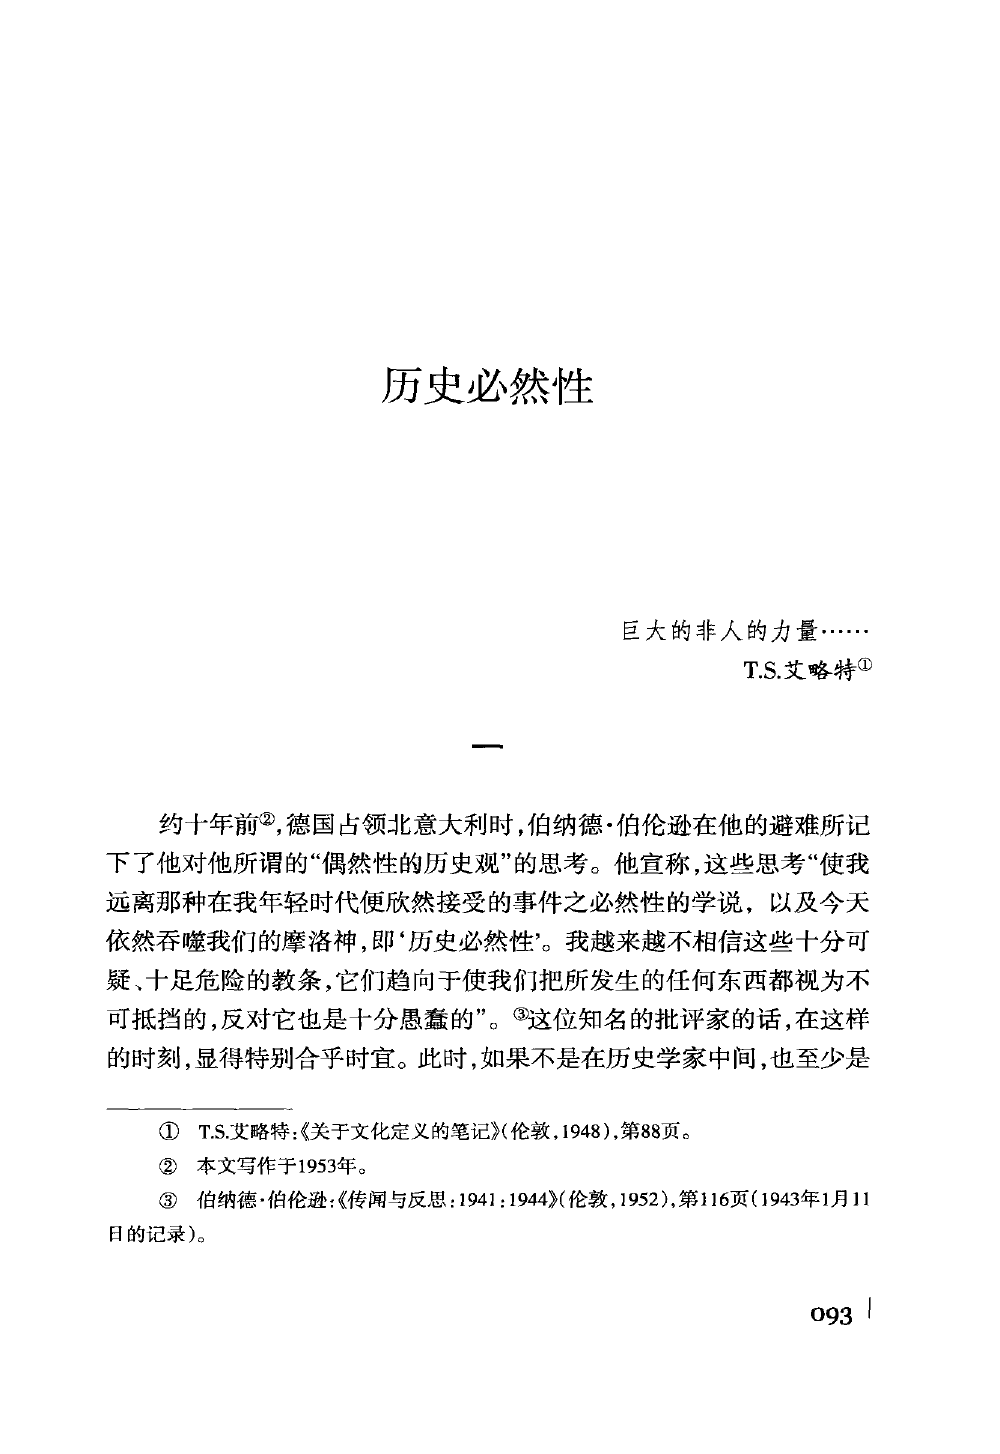 历史必然性
巨大的非人的力量……
T.S.艾略特①
一
约十年前②,德国占领北意大利时,伯纳德·伯伦逊在他的避难所记
下了他对他所谓的“偶然性的历史观”的思考。他宣称,这些思考“使我
远离那种在我年轻时代便欣然接受的事件之必然性的学说，以及今天
依然吞噬我们的摩洛神,即‘历史必然性’。我越来越不相信这些十分可
疑、十足危险的教条,它们趋向于使我们把所发生的任何东西都视为不
可抵挡的,反对它也是十分愚蠢的”。③这位知名的批评家的话,在这样
的时刻,显得特别合乎时宜。此时,如果不是在历史学家中间,也至少是
① T.S.艾略特:《关于文化定义的笔记》(伦敦,1948),第88页。
② 本文写作于1953年。
③ 伯纳德·伯伦逊:《传闻与反思:1941:1944》(伦敦,1952),第116页(1943年1月11
日的记录)。
093